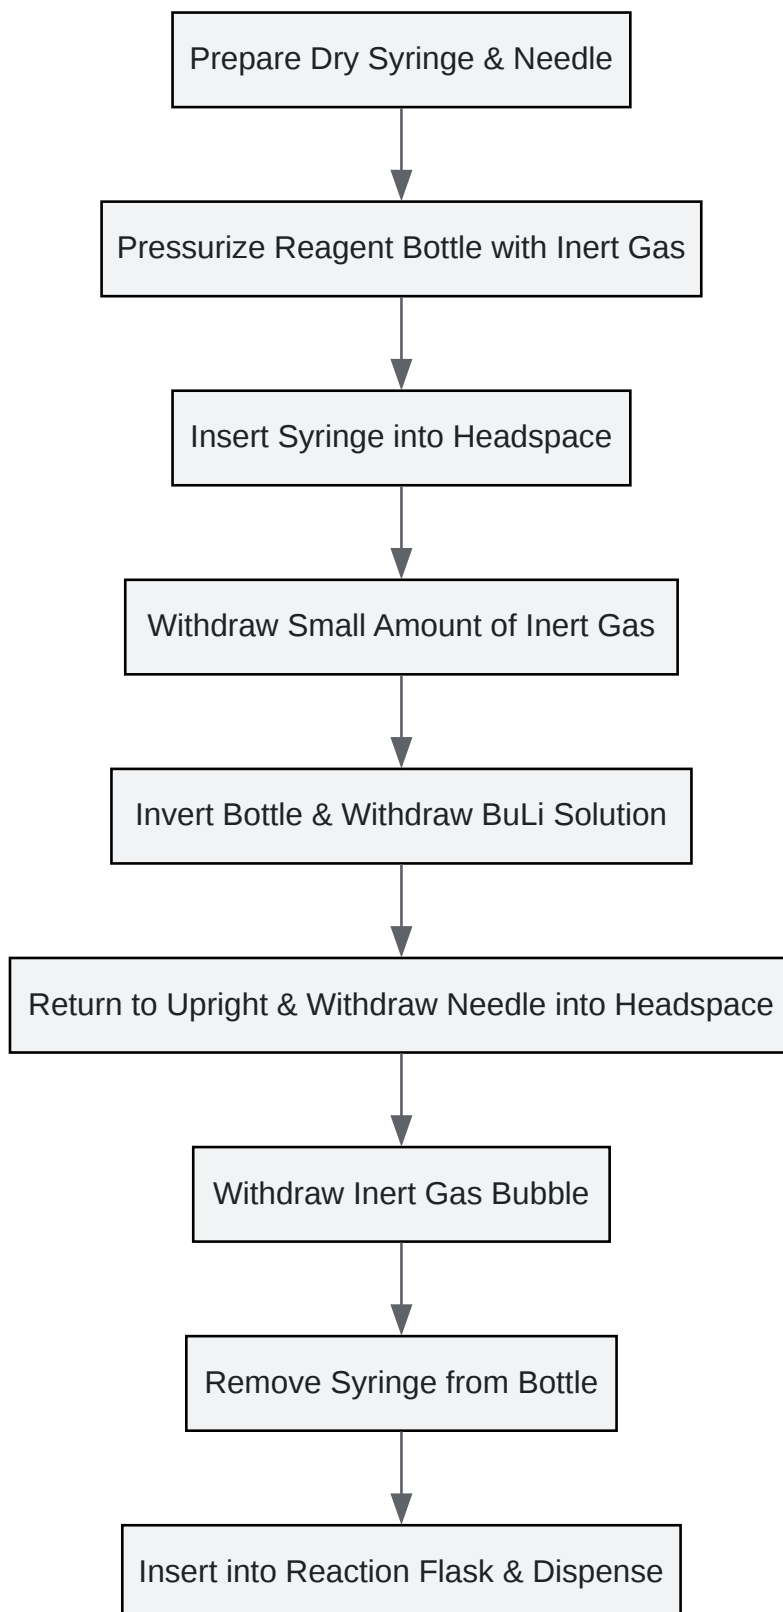 Prepare Dry Syringe & Needle
Pressurize Reagent Bottle with Inert Gas
Insert Syringe into Headspace
Withdraw Small Amount of Inert Gas
Invert Bottle & Withdraw BuLi Solution
Return to Upright & Withdraw Needle into Headspace
Withdraw Inert Gas Bubble
Remove Syringe from Bottle
Insert into Reaction Flask & Dispense